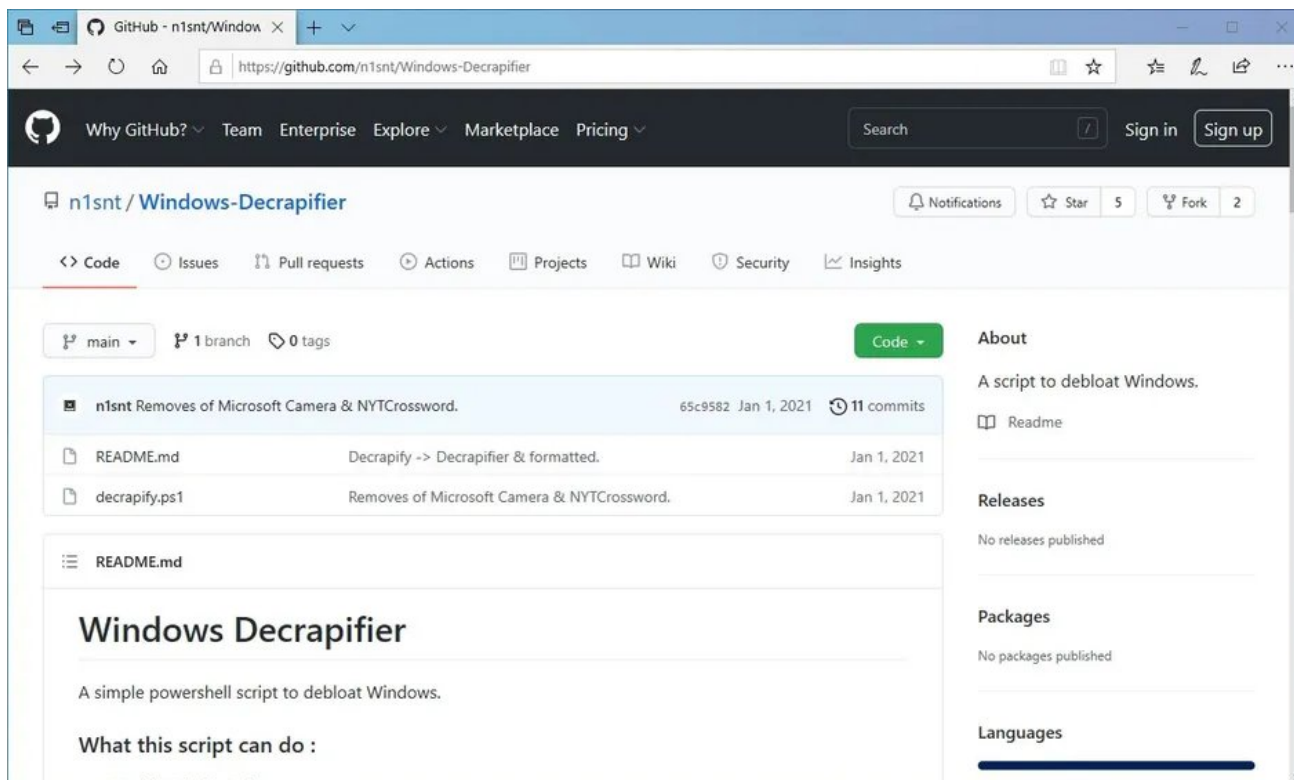 GitHub - n1snt/Window
https://github.com/n1snt/Windows-Decrapifier
Why GitHub? Team Enterprise Explore Marketplace Pricing Search / Sign in Sign up
n1snt / Windows-Decrapifier Notifications Star 5 Fork 2
<> Code Issues Pull requests Actions Projects Wiki Security Insights
main 1 branch 0 tags Code
n1snt Removes of Microsoft Camera & NYTCrossword. 65c9582 Jan 1, 2021 11 commits
README.md Decrapify -> Decrapifier & formatted. Jan 1, 2021
decrapify.ps1 Removes of Microsoft Camera & NYTCrossword. Jan 1, 2021
README.md
Windows Decrapifier
A simple powershell script to debloat Windows.
What this script can do :
About
A script to debloat Windows.
Readme
Releases
No releases published
Packages
No packages published
Languages